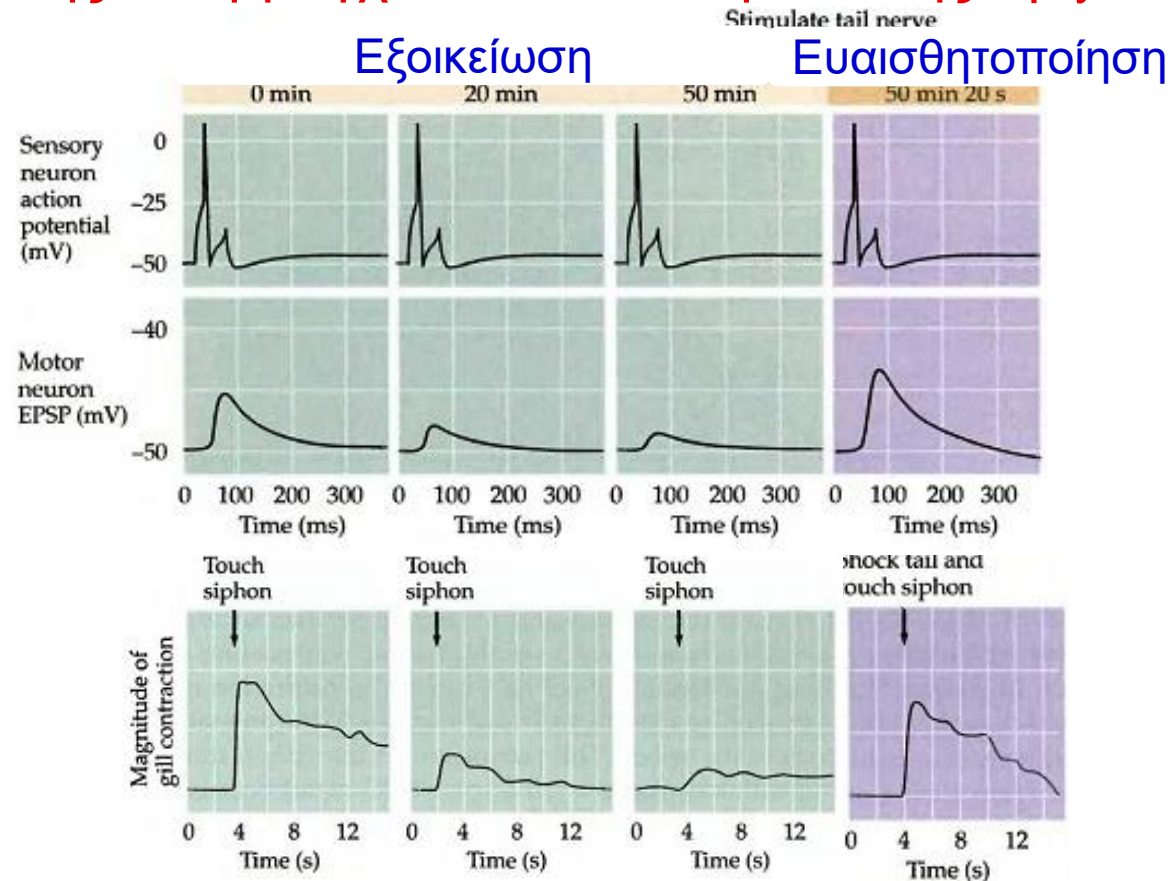 Stimulate tail nerve
Εξοικείωση
Ευαισθητοποίηση
0 min
20 min
50 min
50 min 20 s
Sensory
neuron
action
potential
(mV)
0
–25
–50
Motor
neuron
EPSP (mV)
–40
–50
0 100 200 300
0 100 200 300
0 100 200 300
0 100 200 300
Time (ms)
Time (ms)
Time (ms)
Time (ms)
Touch
siphon
Touch
siphon
Touch
siphon
tail and
siphon
Magnitude of
gill contraction
0 4 8 12
0 4 8 12
0 4 8 12
0 4 8 12
Time (s)
Time (s)
Time (s)
Time (s)